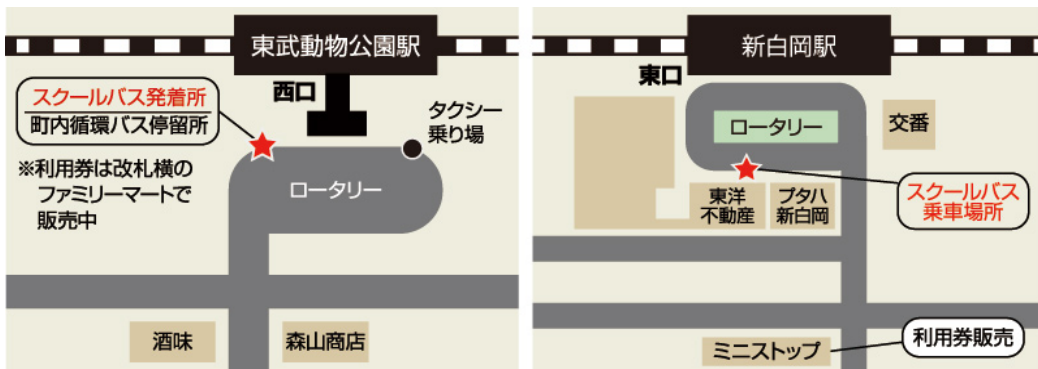 東武動物公園駅
西口
スクールバス発着所
町内循環バス停留所
タクシー
乗り場
※利用券は改札横の
ファミリーマートで
販売中
ロータリー
酒味
森山商店
新白岡駅
東口
ロータリー
交番
東洋
不動産
プタハ
新白岡
スクールバス
乗車場所
利用券販売
ミニストップ